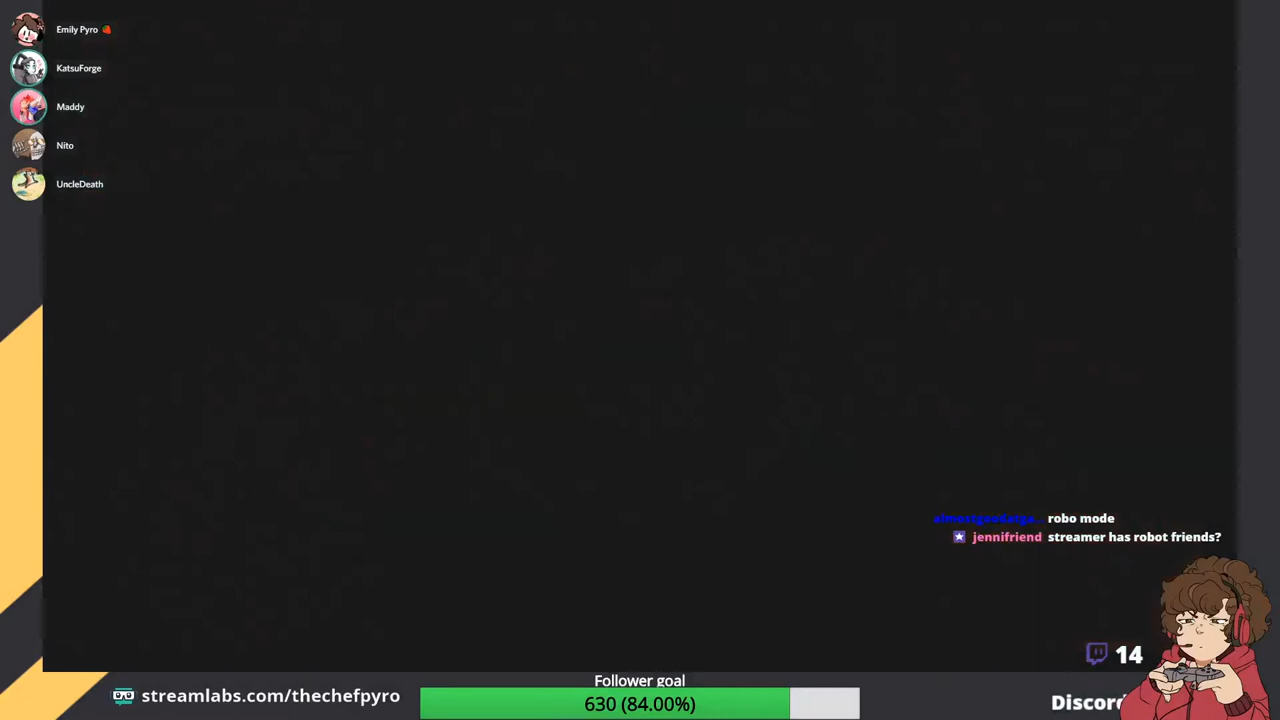 Emily Pyro
KatsuForge
Maddy
Nito
UncleDeath
robo mode
jennifriend streamer has robot friends?
14
Follower goal
streamlabs.com/thechefpyro
630 (84.00%)
Discord